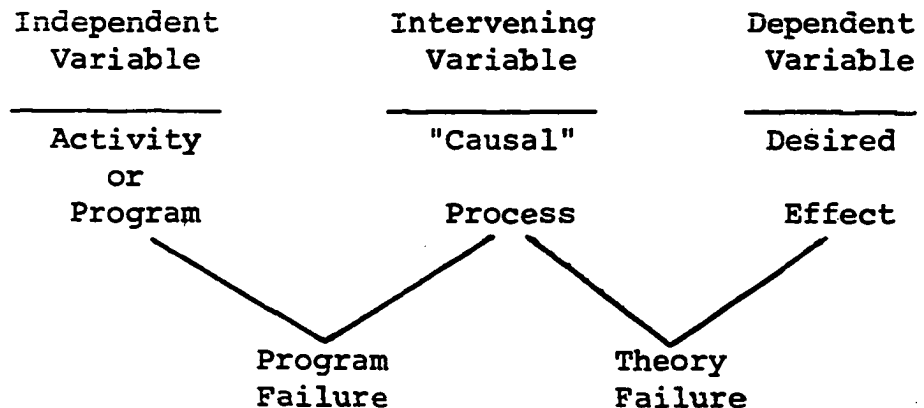 Independent Intervening Dependent
Variable Variable Variable
Activity "Causal" Desired
or
Program Process Effect
Program Theory
Failure Failure